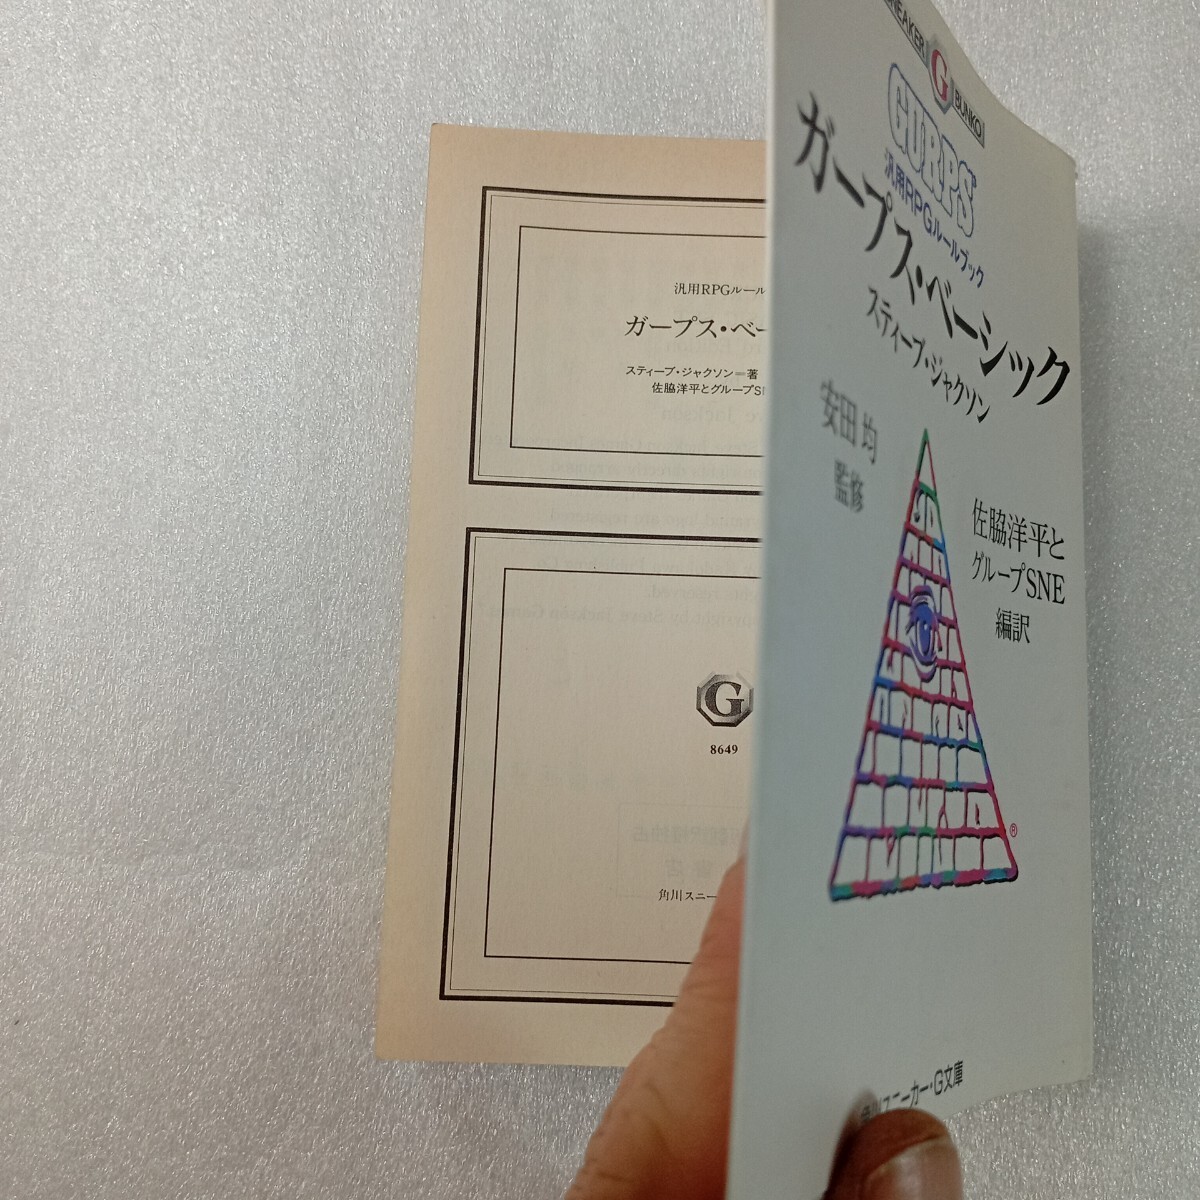 汎用RPGルール
ガープス・ベー
スティーブ・ジャクソン=著
佐脇洋平とグループSN
G
8649
角川スニー
SNEAKER
G
BUNKO
GURPS
汎用RPGルールブック
ガープス・ベーシック
スティーブ・ジャクソン
安田 均
監修
佐脇洋平と
グループSNE
編訳
®
角川スニーカー・G文庫